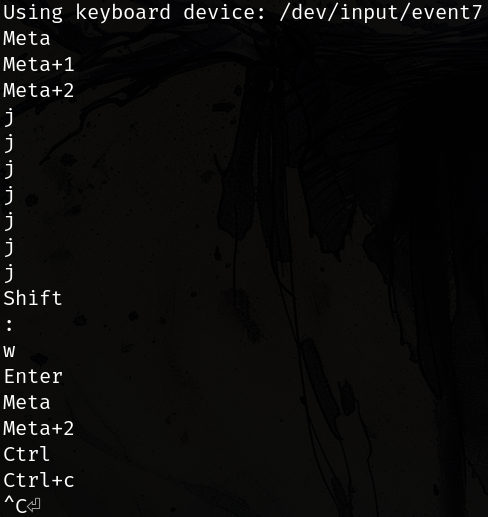 Using keyboard device: /dev/input/event7
Meta
Meta+1
Meta+2
j
j
j
j
j
j
j
Shift
:
w
Enter
Meta
Meta+2
Ctrl
Ctrl+c
^C⏎